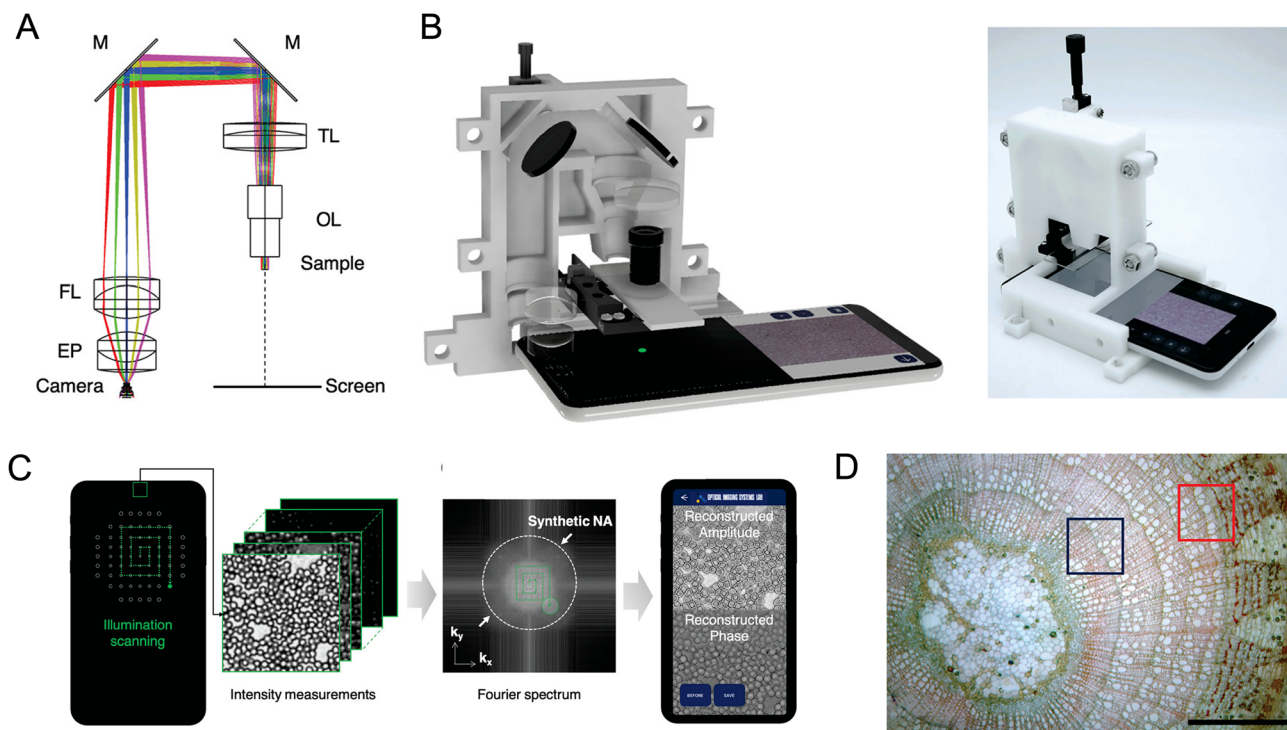 A
M
M
TL
OL
Sample
FL
EP
Camera
Screen
B
C
Illumination
scanning
Intensity measurements
Synthetic NA
ky
kx
Fourier spectrum
OPTICAL IMAGING SYSTEMS LAB
Reconstructed
Amplitude
Reconstructed
Phase
BEFORE
SAVE
D